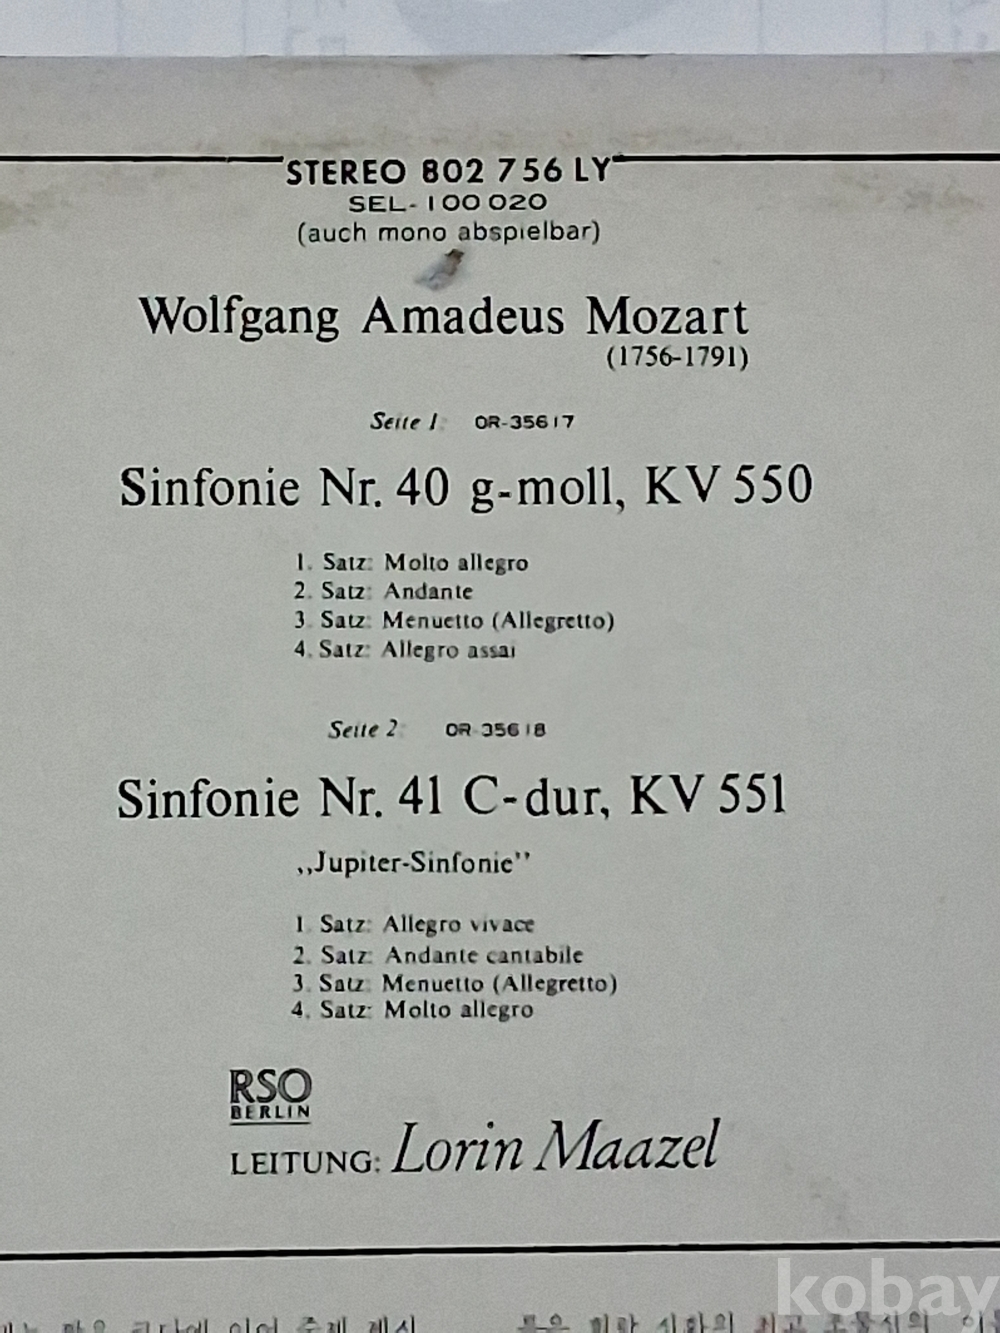 STEREO 802 756 LY
SEL-100 020
(auch mono abspielbar)
Wolfgang Amadeus Mozart
(1756-1791)
Seite 1: OR-35617
Sinfonie Nr. 40 g-moll, KV 550
1. Satz: Molto allegro
2. Satz: Andante
3. Satz: Menuetto (Allegretto)
4. Satz: Allegro assai
Seite 2: OR-35618
Sinfonie Nr. 41 C-dur, KV 551
„Jupiter-Sinfonie”
1. Satz: Allegro vivace
2. Satz: Andante cantabile
3. Satz: Menuetto (Allegretto)
4. Satz: Molto allegro
RSO
BERLIN
LEITUNG: Lorin Maazel
kobay